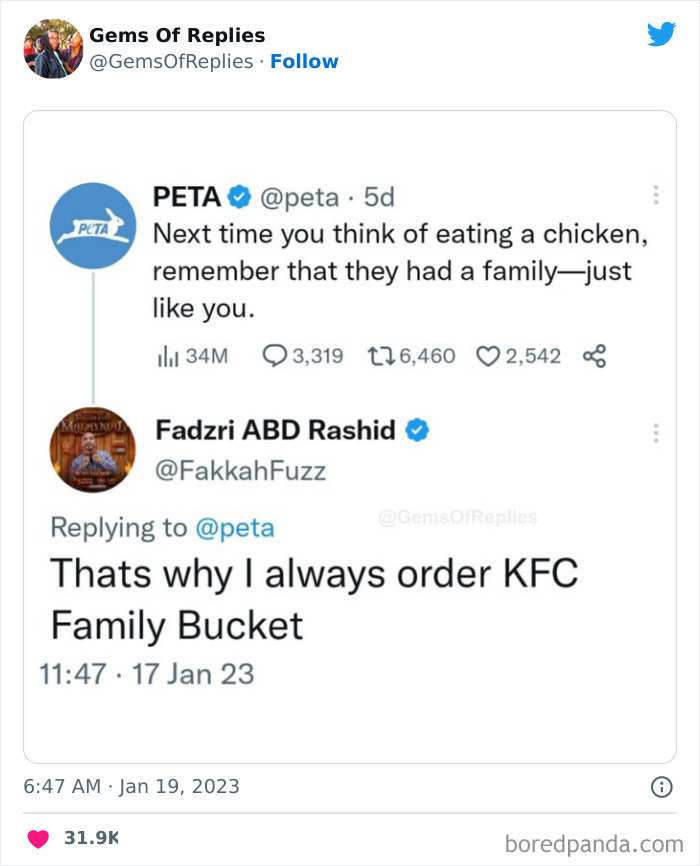 Gems Of Replies
@GemsOfReplies · Follow
PETA @peta · 5d
PETA
Next time you think of eating a chicken,
remember that they had a family—just
like you.
34M 3,319 6,460 2,542
Fadzri ABD Rashid
@FakkahFuzz
@GemsOfReplies
Replying to @peta
Thats why I always order KFC
Family Bucket
11:47 · 17 Jan 23
6:47 AM · Jan 19, 2023
31.9K
boredpanda.com